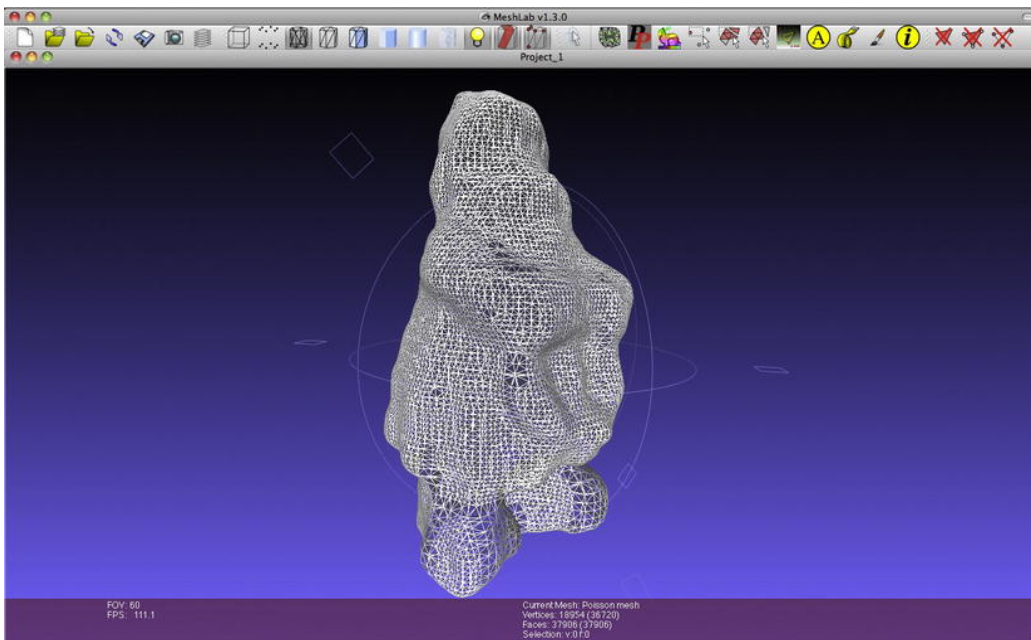 MeshLab v1.3.0
Project_1
FOV: 60
FPS: 111.1
Current Mesh: Poisson mesh
Vertices: 18954 (36720)
Faces: 37906 (37906)
Selection: v:0 f:0